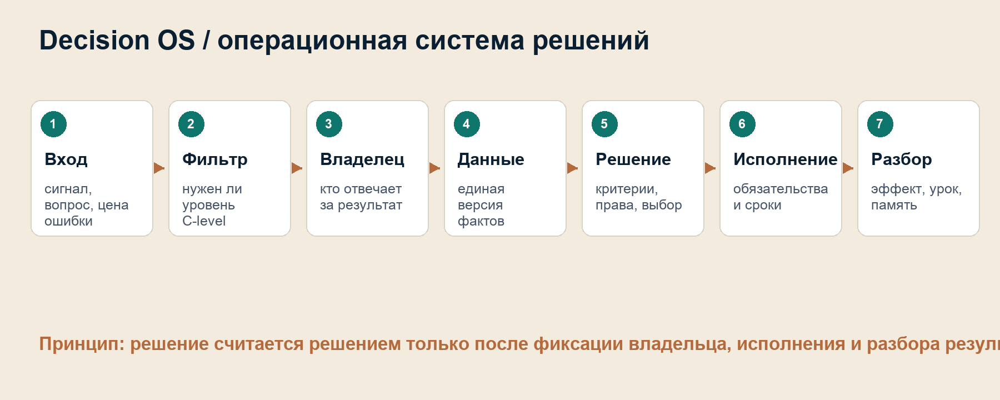 Decision OS / операционная система решений
1
Вход
сигнал,
вопрос, цена
ошибки
2
Фильтр
нужен ли
уровень
C-level
3
Владелец
кто отвечает
за результат
4
Данные
единая
версия
фактов
5
Решение
критерии,
права, выбор
6
Исполнение
обязательства
и сроки
7
Разбор
эффект, урок,
память
Принцип: решение считается решением только после фиксации владельца, исполнения и разбора